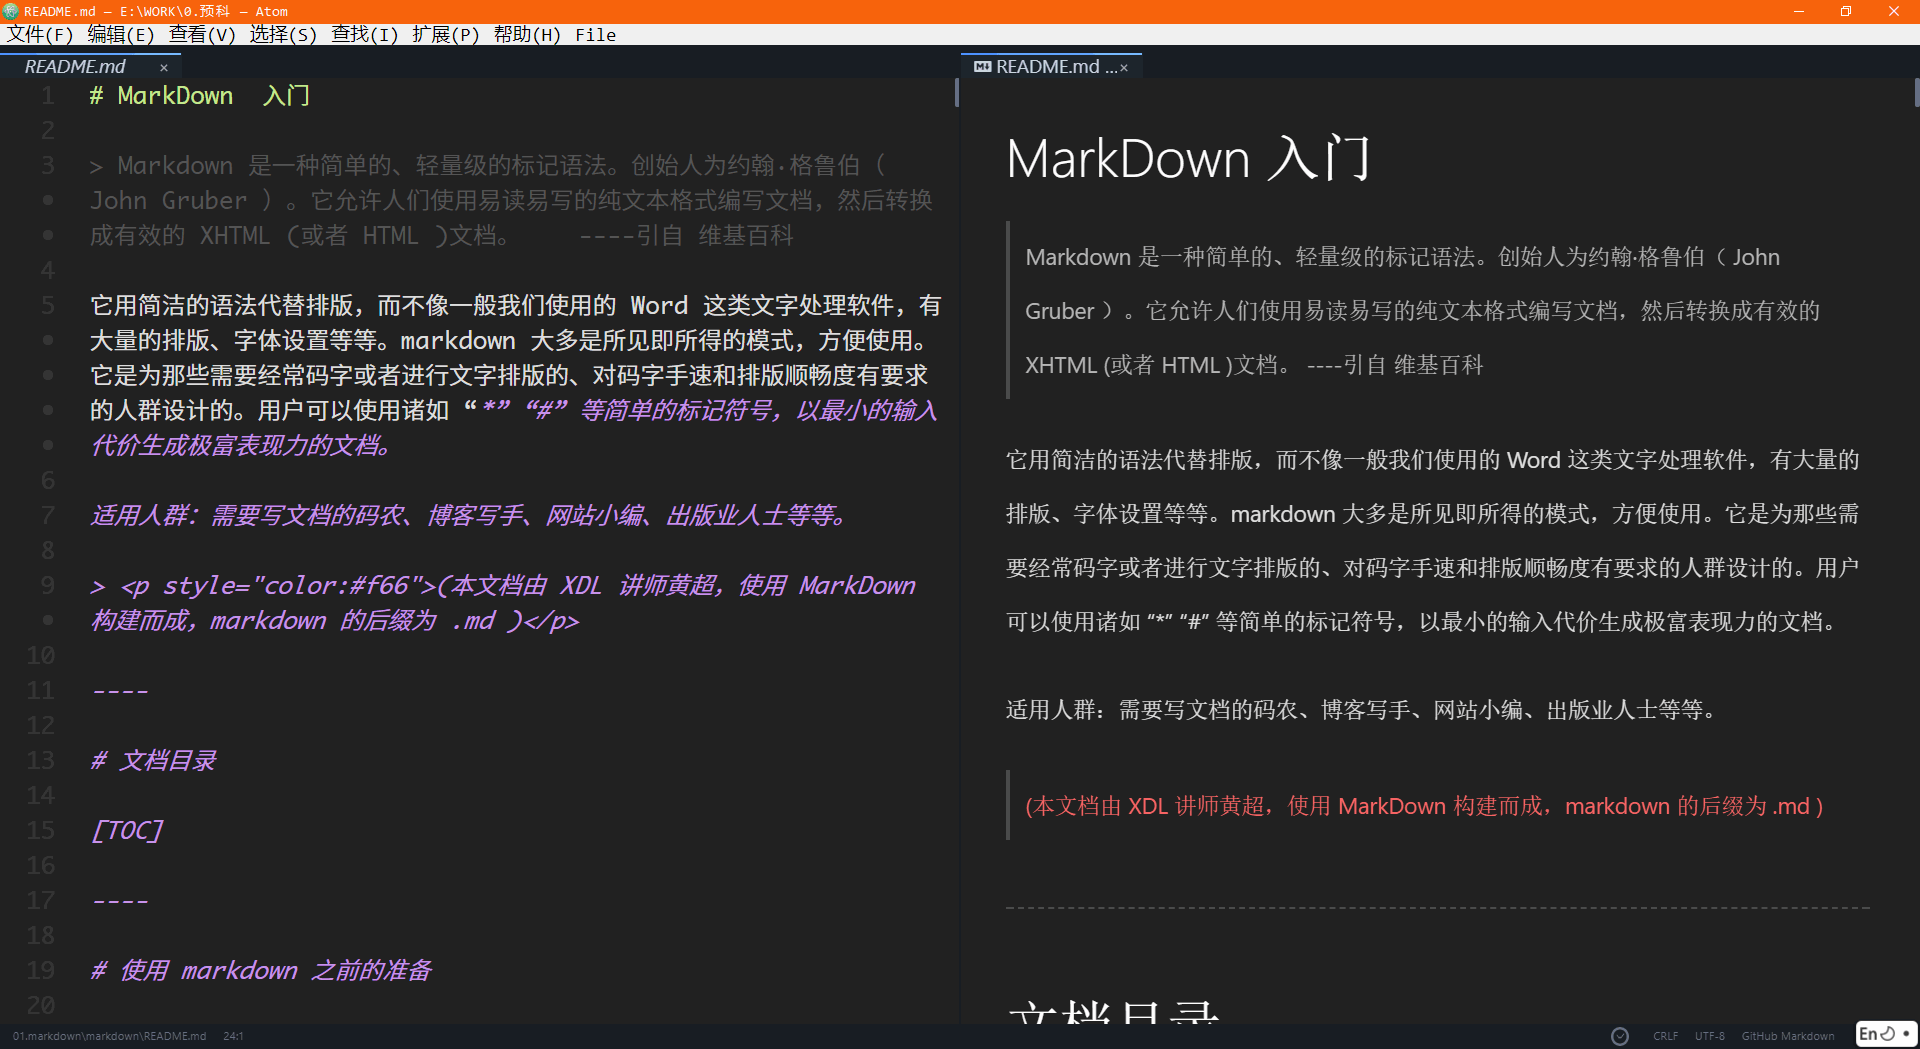 README.md — E:\WORK\0.预科 — Atom
文件(F) 编辑(E) 查看(V) 选择(S) 查找(I) 扩展(P) 帮助(H) File
README.md ×
1 # MarkDown  入门
2
3 > Markdown 是一种简单的、轻量级的标记语法。创始人为约翰·格鲁伯（
• John Gruber ）。它允许人们使用易读易写的纯文本格式编写文档，然后转换
• 成有效的 XHTML (或者 HTML )文档。     ----引自 维基百科
4
5 它用简洁的语法代替排版，而不像一般我们使用的 Word 这类文字处理软件，有
• 大量的排版、字体设置等等。markdown 大多是所见即所得的模式，方便使用。
• 它是为那些需要经常码字或者进行文字排版的、对码字手速和排版顺畅度有要求
• 的人群设计的。用户可以使用诸如 “*” “#” 等简单的标记符号，以最小的输入
• 代价生成极富表现力的文档。
6
7 适用人群：需要写文档的码农、博客写手、网站小编、出版业人士等等。
8
9 > <p style="color:#f66">(本文档由 XDL 讲师黄超，使用 MarkDown
• 构建而成，markdown 的后缀为 .md )</p>
10
11 ----
12
13 # 文档目录
14
15 [TOC]
16
17 ----
18
19 # 使用 markdown 之前的准备
20
README.md ... ×
MarkDown 入门
Markdown 是一种简单的、轻量级的标记语法。创始人为约翰·格鲁伯（ John
Gruber ）。它允许人们使用易读易写的纯文本格式编写文档，然后转换成有效的
XHTML (或者 HTML )文档。 ----引自 维基百科
它用简洁的语法代替排版，而不像一般我们使用的 Word 这类文字处理软件，有大量的
排版、字体设置等等。markdown 大多是所见即所得的模式，方便使用。它是为那些需
要经常码字或者进行文字排版的、对码字手速和排版顺畅度有要求的人群设计的。用户
可以使用诸如 “*” “#” 等简单的标记符号，以最小的输入代价生成极富表现力的文档。
适用人群：需要写文档的码农、博客写手、网站小编、出版业人士等等。
(本文档由 XDL 讲师黄超，使用 MarkDown 构建而成，markdown 的后缀为 .md )
文档目录
01.markdown\markdown\README.md 24:1
CRLF UTF-8 GitHub Markdown
En